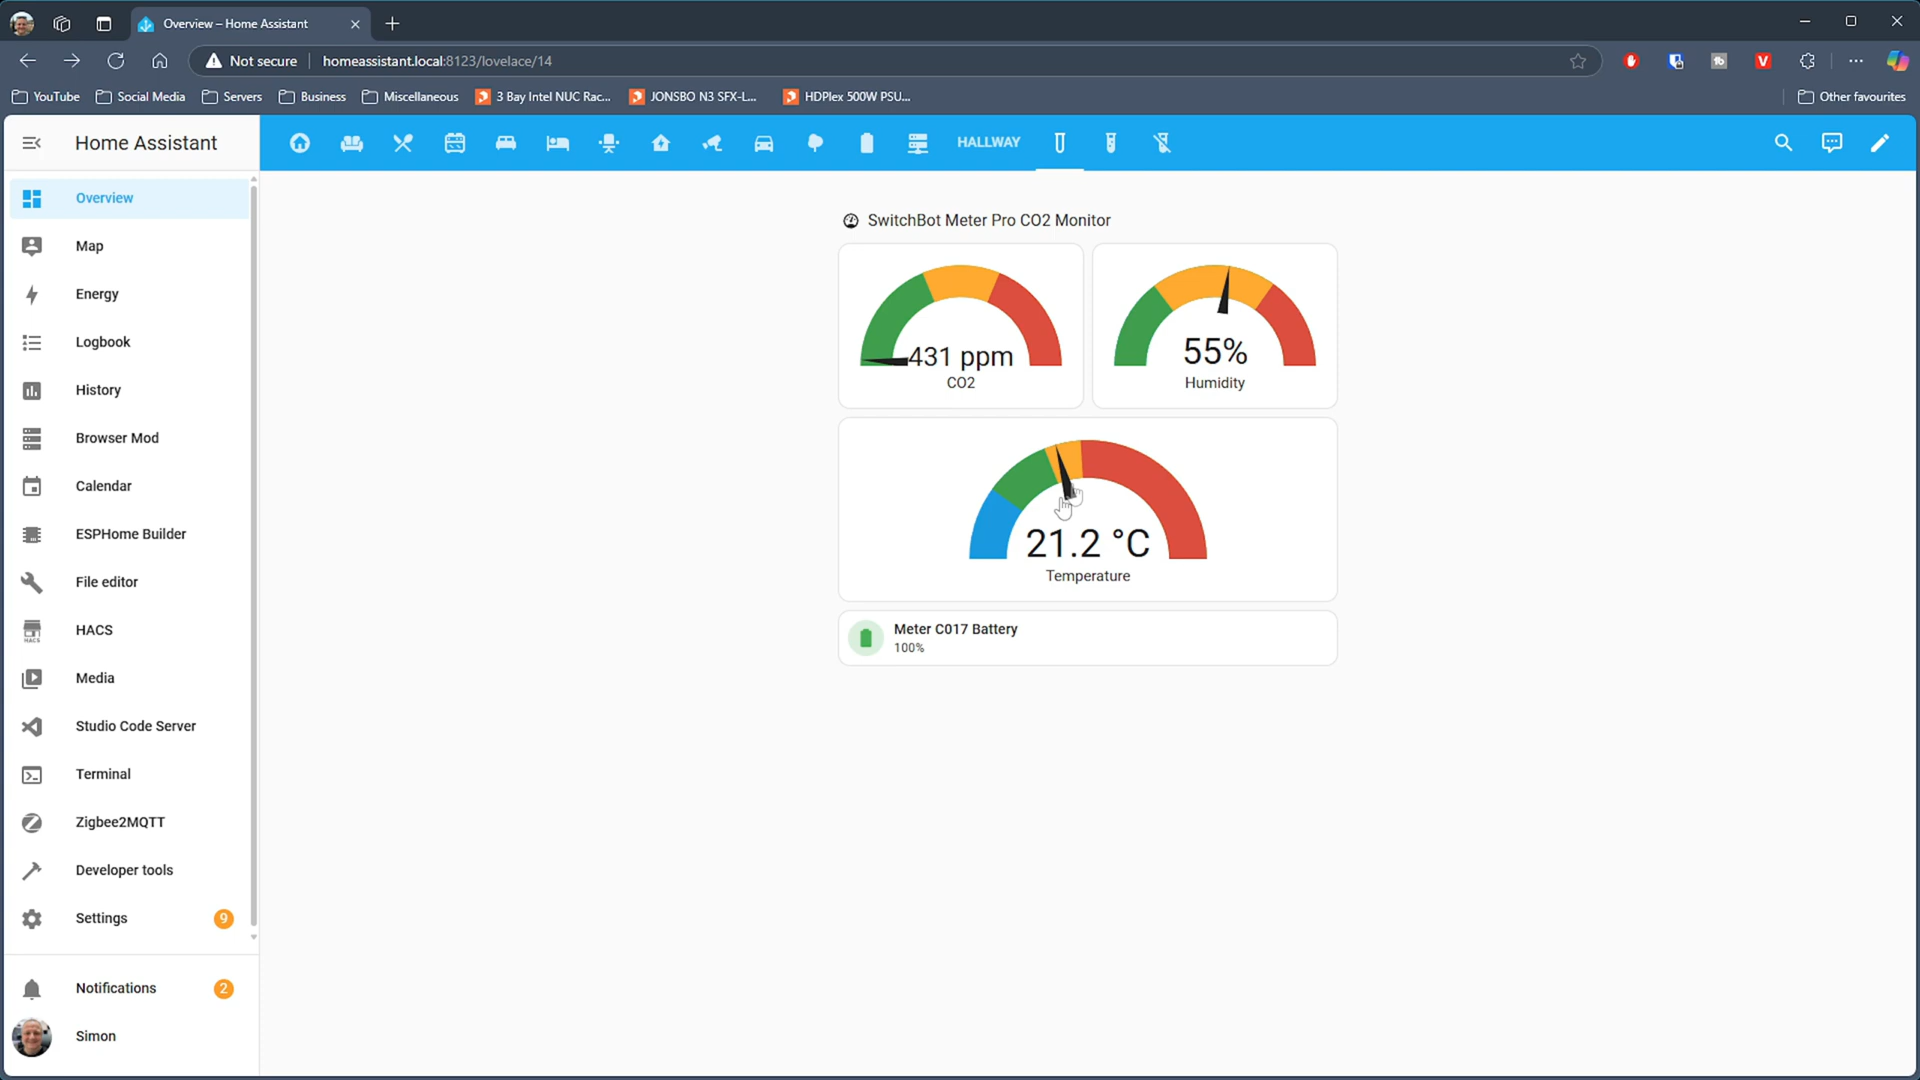 Overview – Home Assistant
Not secure
homeassistant.local:8123/lovelace/14
YouTube
Social Media
Servers
Business
Miscellaneous
3 Bay Intel NUC Rac...
JONSBO N3 SFX-L...
HDPlex 500W PSU...
Other favourites
Home Assistant
HALLWAY
Overview
Map
Energy
Logbook
History
Browser Mod
Calendar
ESPHome Builder
File editor
HACS
Media
Studio Code Server
Terminal
Zigbee2MQTT
Developer tools
Settings
9
Notifications
2
Simon
SwitchBot Meter Pro CO2 Monitor
431 ppm
CO2
55%
Humidity
21.2 °C
Temperature
Meter C017 Battery
100%